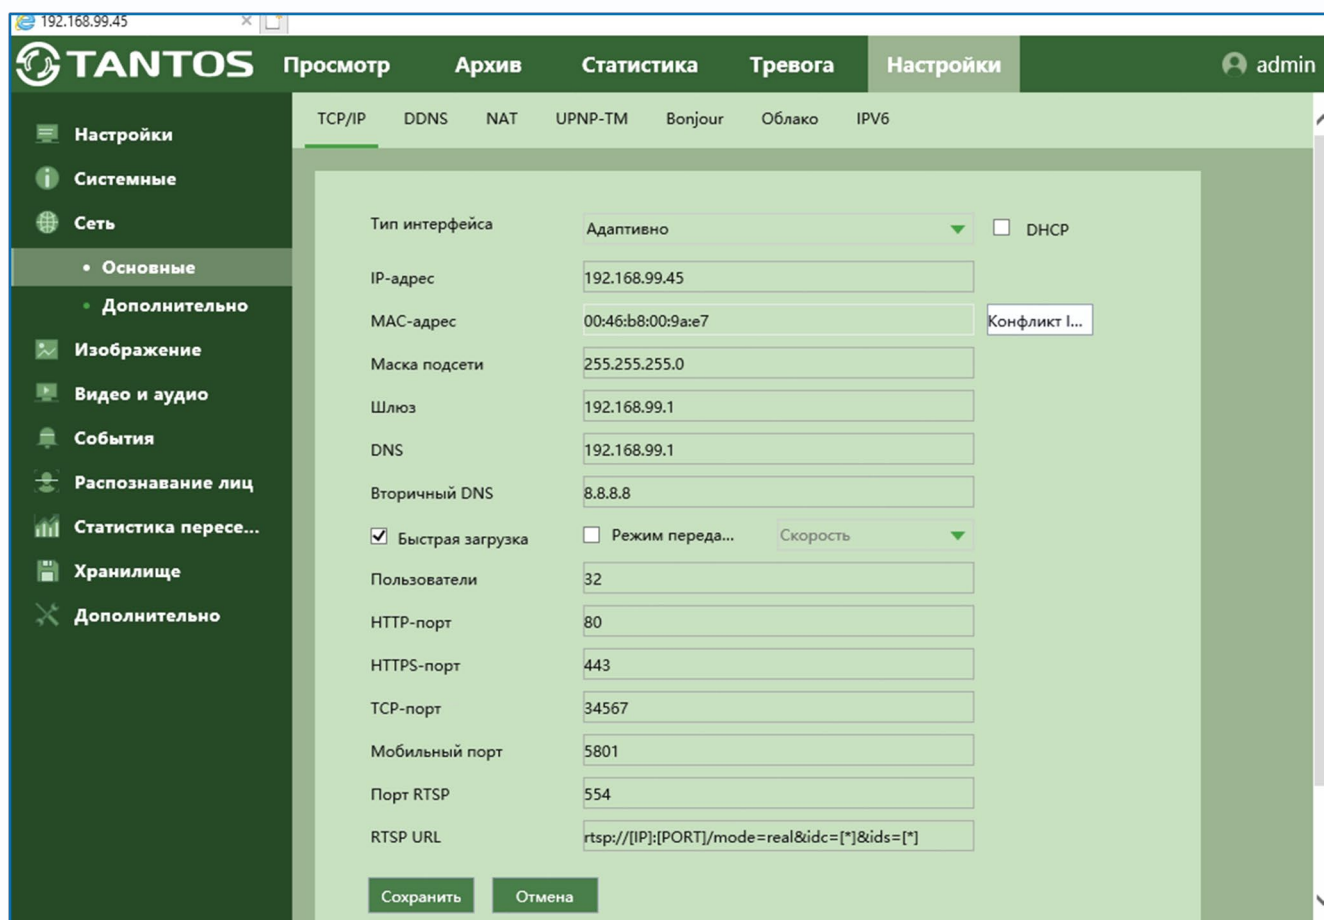 192.168.99.45
TANTOS Просмотр Архив Статистика Тревога Настройки admin
TCP/IP DDNS NAT UPNP-TM Bonjour Облако IPV6
Настройки
Системные
Сеть
Основные
Дополнительно
Изображение
Видео и аудио
События
Распознавание лиц
Статистика пересе...
Хранилище
Дополнительно
Тип интерфейса Адаптивно DHCP
IP-адрес 192.168.99.45
MAC-адрес 00:46:b8:00:9a:e7 Конфликт I...
Маска подсети 255.255.255.0
Шлюз 192.168.99.1
DNS 192.168.99.1
Вторичный DNS 8.8.8.8
Быстрая загрузка Режим переда... Скорость
Пользователи 32
HTTP-порт 80
HTTPS-порт 443
TCP-порт 34567
Мобильный порт 5801
Порт RTSP 554
RTSP URL rtsp://[IP]:[PORT]/mode=real&idc=[*]&ids=[*]
Сохранить Отмена